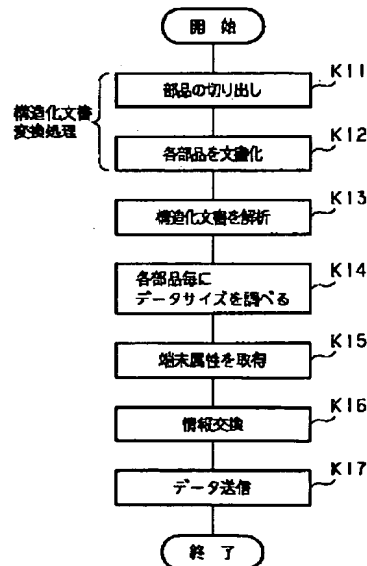 開 始
K11
部品の切り出し
構造化文書
変換処理
K12
各部品を文書化
K13
構造化文書を解析
K14
各部品毎に
データサイズを調べる
K15
端末属性を取得
K16
情報交換
K17
データ送信
終 了